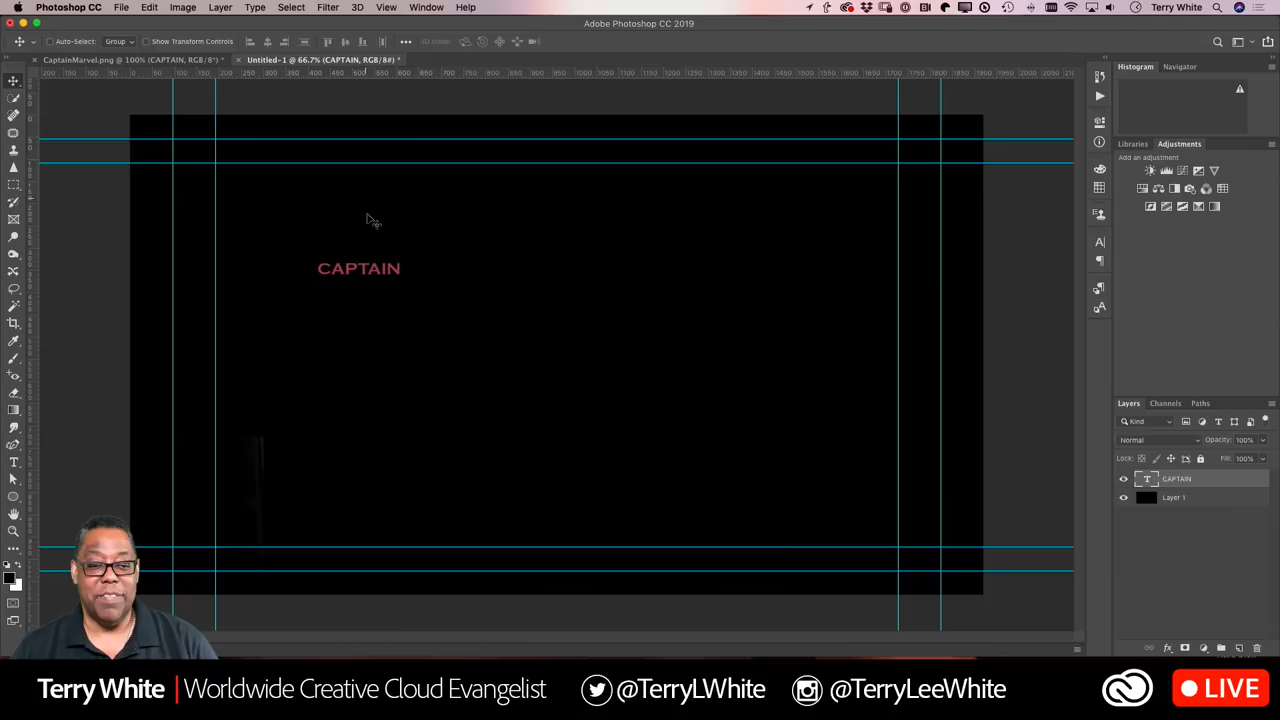 Photoshop CC File Edit Image Layer Type Select Filter 3D View Window Help Terry White
Adobe Photoshop CC 2019
Auto-Select: Group Show Transform Controls 3D Mode:
CaptainMarvel.png @ 100% (CAPTAIN, RGB/8*) *
Untitled-1 @ 66.7% (CAPTAIN, RGB/8#) *
Histogram Navigator
Libraries Adjustments
Add an adjustment
CAPTAIN
Layers Channels Paths
Kind
Normal Opacity: 100%
Lock: Fill: 100%
T CAPTAIN
Layer 1
Terry White Worldwide Creative Cloud Evangelist @TerryLWhite @TerryLeeWhite LIVE